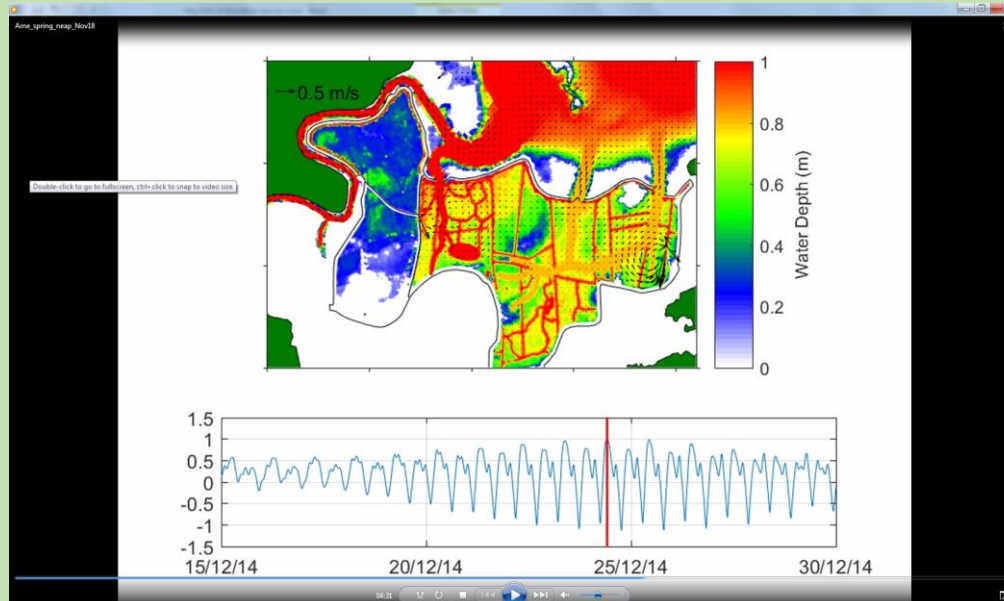 Arne_spring_neap_Nov18
0.5 m/s
1
0.8
0.6
0.4
0.2
0
Water Depth (m)
Double-click to go to fullscreen, ctrl+click to snap to video size
1.5
1
0.5
0
-0.5
-1
-1.5
15/12/14 20/12/14 25/12/14 30/12/14
04:31